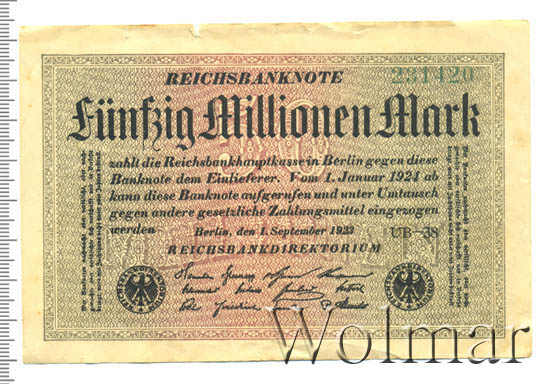 REICHSBANKNOTE 231420
Fünfzig Millionen Mark
zahlt die Reichsbankhauptkasse in Berlin gegen diese
Banknote dem Einlieferer. Vom 1. Januar 1924 ab
kann diese Banknote aufgerufen und unter Umtausch
gegen andere gesetzliche Zahlungsmittel eingezogen
werden Berlin, den 1. September 1923 UB-38
REICHSBANKDIREKTORIUM
Wolmar